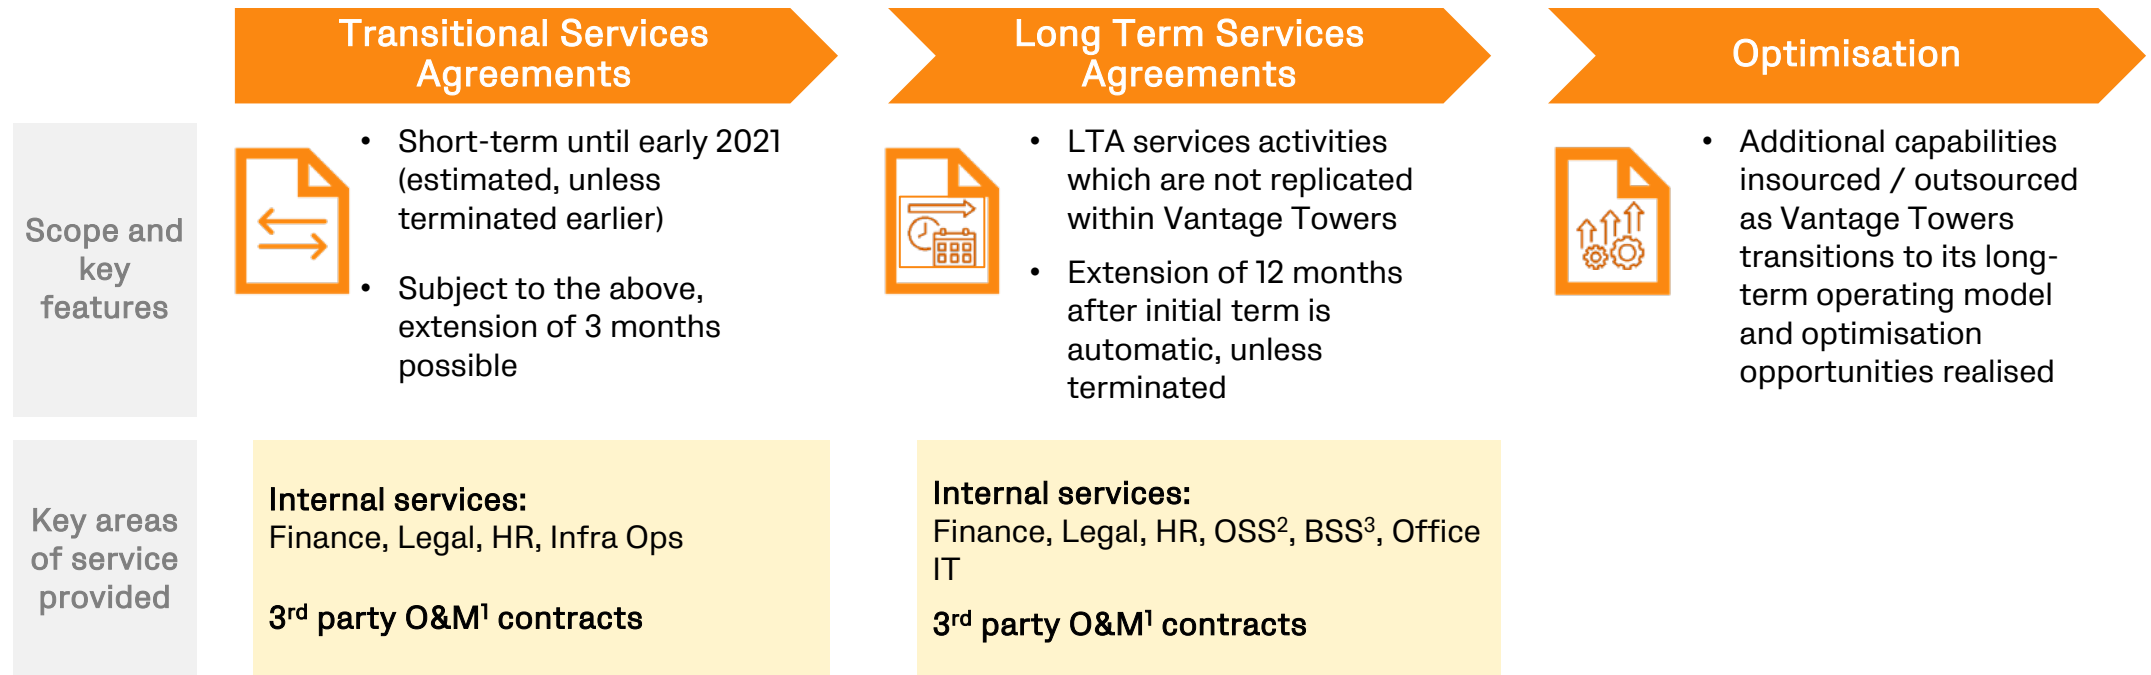 Transitional Services
Agreements
Long Term Services
Agreements
Optimisation
Scope and
key
features
• Short-term until early 2021
(estimated, unless
terminated earlier)
• Subject to the above,
extension of 3 months
possible
• LTA services activities
which are not replicated
within Vantage Towers
• Extension of 12 months
after initial term is
automatic, unless
terminated
• Additional capabilities
insourced / outsourced
as Vantage Towers
transitions to its long-
term operating model
and optimisation
opportunities realised
Key areas
of service
provided
Internal services:
Finance, Legal, HR, Infra Ops
3rd party O&M1 contracts
Internal services:
Finance, Legal, HR, OSS2, BSS3, Office
IT
3rd party O&M1 contracts